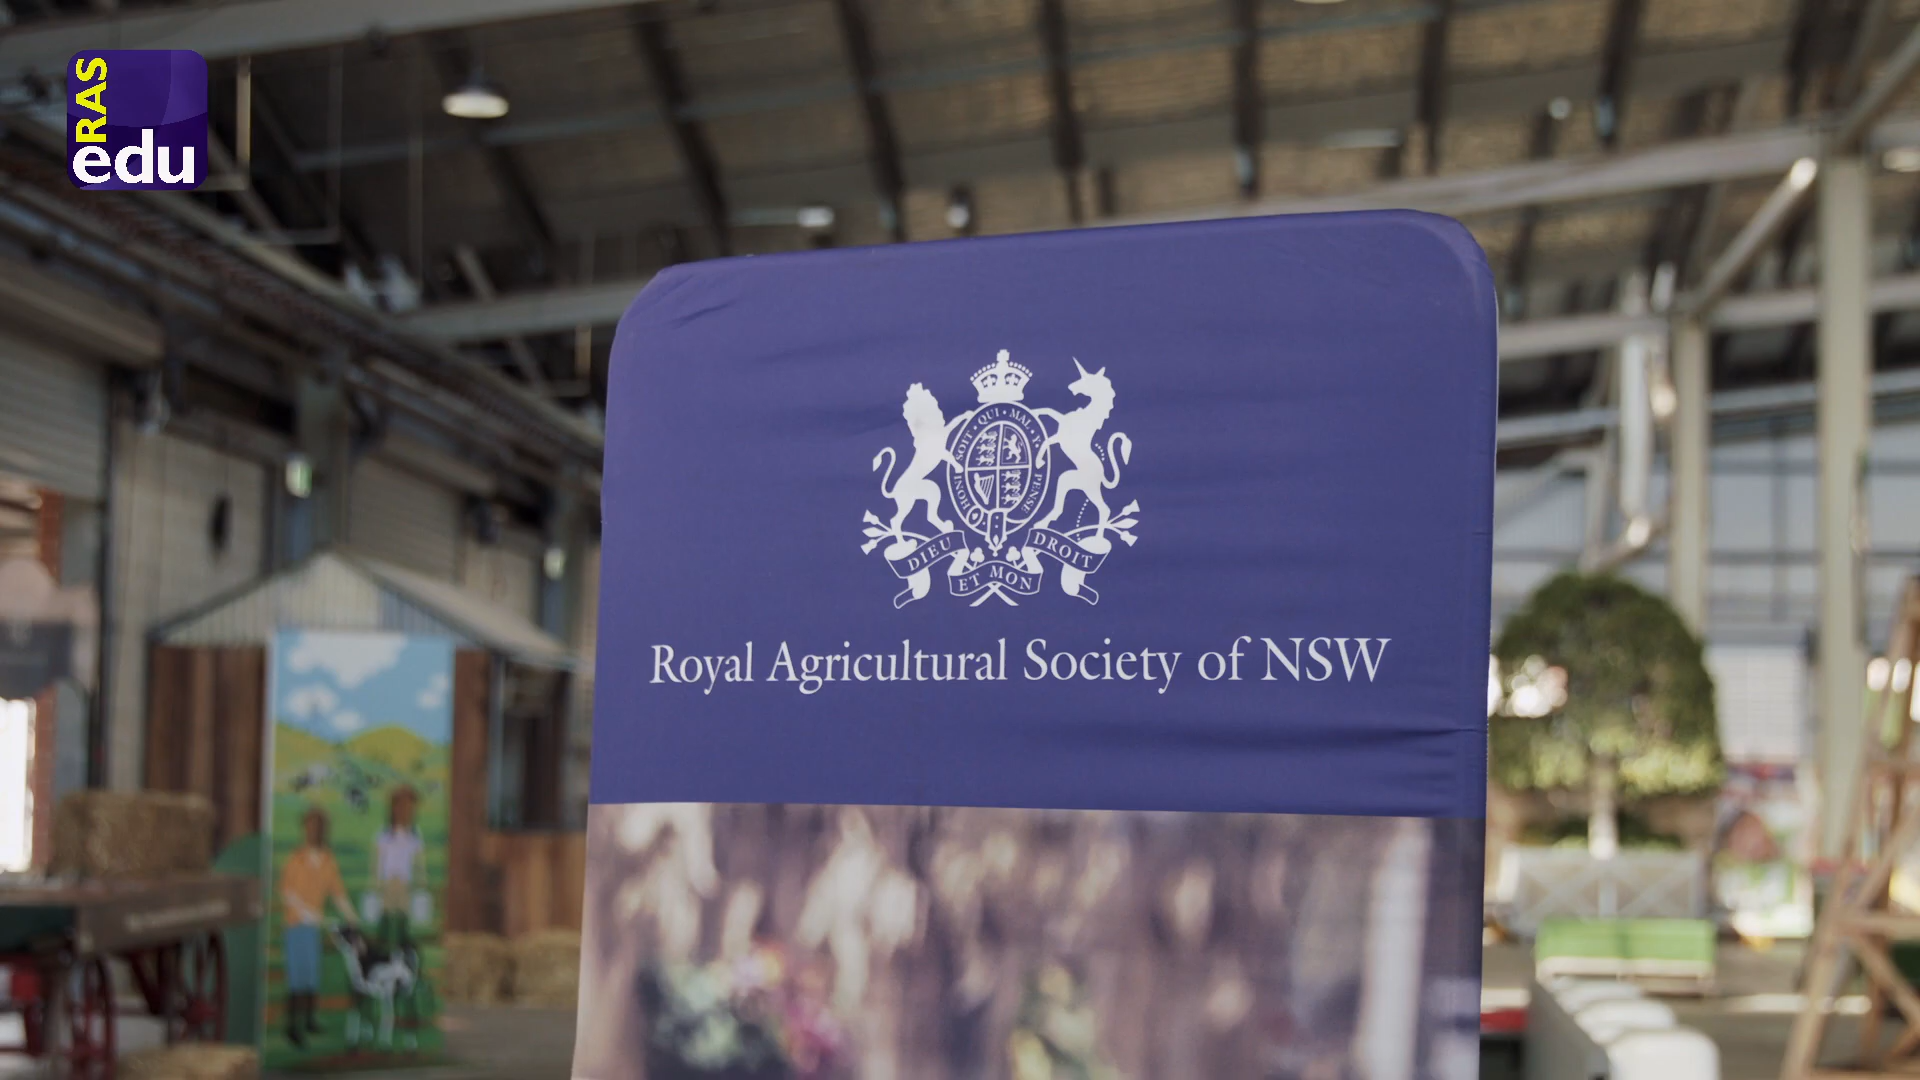 RAS
edu
HONI · SOIT · QUI · MAL · Y · PENSE
DIEU ET MON DROIT
Royal Agricultural Society of NSW